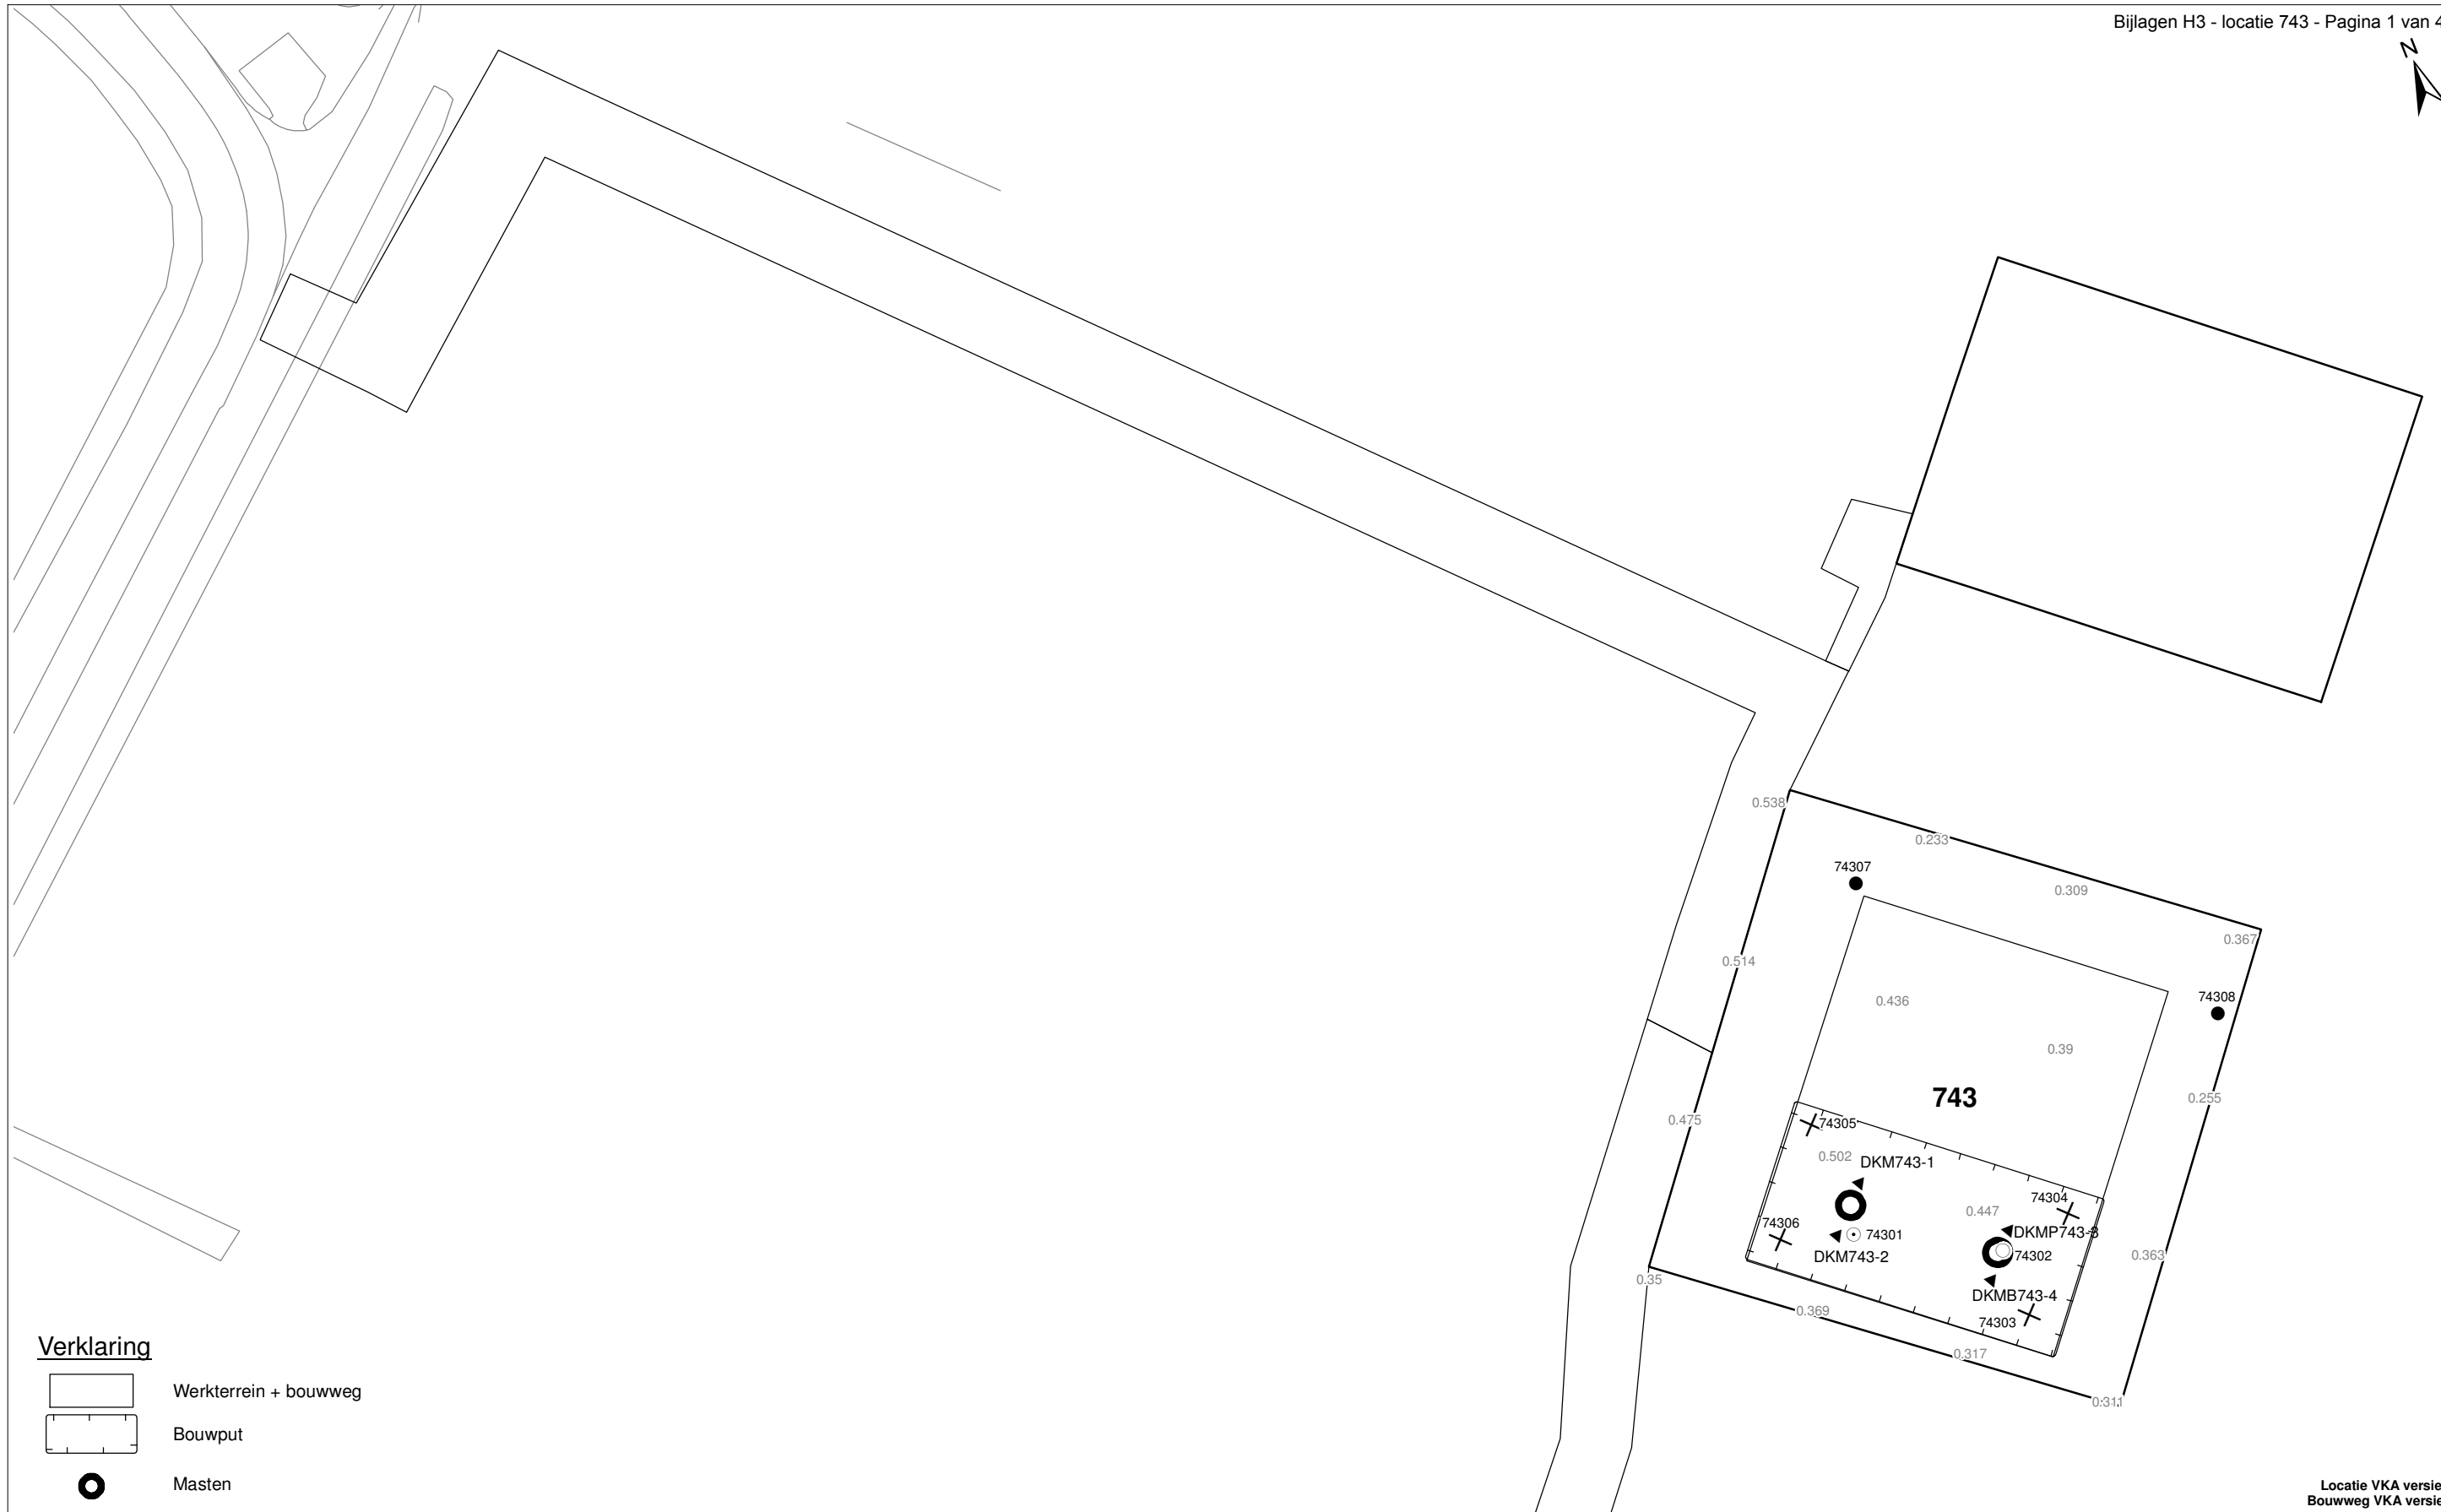 Bijlagen H3 - locatie 743 - Pagina 1 van 4
N
0.538
0.233
74307
0.309
0.367
0.514
74308
0.436
0.39
743
0.255
0.475
74305
0.502
DKM743-1
74304
0.447
74306
74301
DKMP743-3
DKM743-2
74302
0.363
0.35
DKMB743-4
0.369
74303
0.317
0.311
Verklaring
Werkterrein + bouwweg
Bouwput
Masten
Locatie VKA versie
Bouwweg VKA versie